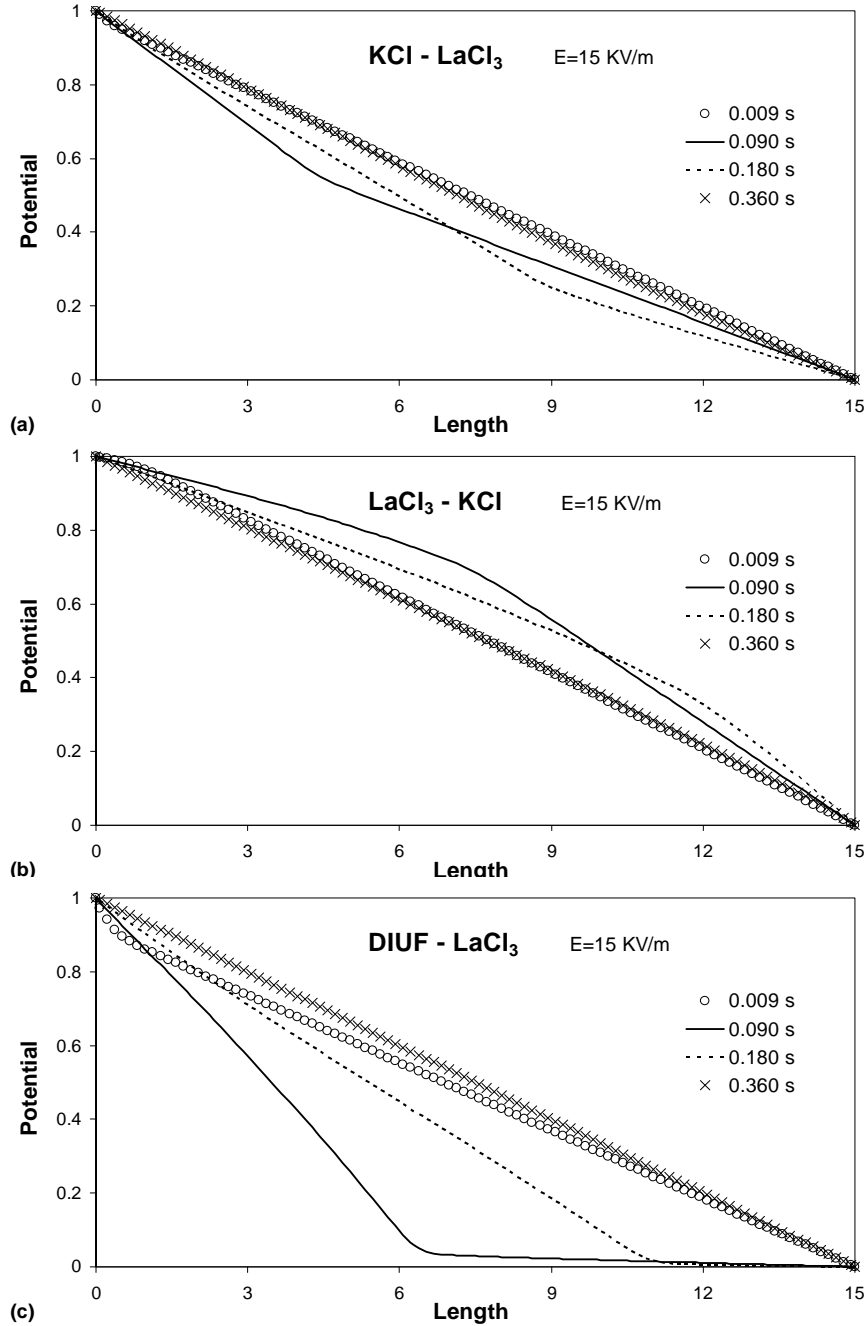 1
0.8
0.6
0.4
0.2
0
Potential
KCl - LaCl₃ E=15 KV/m
0.009 s
0.090 s
0.180 s
0.360 s
0 3 6 9 12 15
Length
(a)
1
0.8
0.6
0.4
0.2
0
Potential
LaCl₃ - KCl E=15 KV/m
0.009 s
0.090 s
0.180 s
0.360 s
0 3 6 9 12 15
Length
(b)
1
0.8
0.6
0.4
0.2
0
Potential
DIUF - LaCl₃ E=15 KV/m
0.009 s
0.090 s
0.180 s
0.360 s
0 3 6 9 12 15
Length
(c)